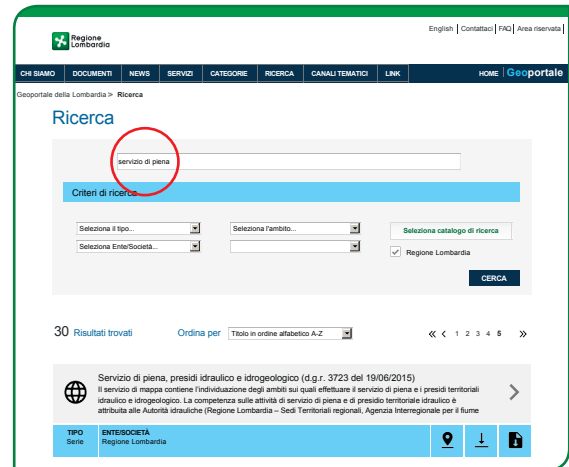 English | Contattaci | FAQ | Area riservata |
Regione
Lombardia
CHI SIAMO DOCUMENTI NEWS SERVIZI CATEGORIE RICERCA CANALI TEMATICI LINK HOME | Geoportale
Geoportale della Lombardia > Ricerca
Ricerca
servizio di piena
Criteri di ricerca...
Seleziona il tipo... Seleziona l'ambito... Seleziona catalogo di ricerca
Seleziona Ente/Società... Regione Lombardia
CERCA
30 Risultati trovati Ordina per Titolo in ordine alfabetico A-Z 1 2 3 4 5
Servizio di piena, presidi idraulico e idrogeologico (d.g.r. 3723 del 19/06/2015)
Il servizio di mappa contiene l'individuazione degli ambiti sui quali effettuare il servizio di piena e i presidi territoriali
idraulico e idrogeologico. La competenza sulle attività di servizio di piena e di presidio territoriale idraulico è
attribuita alle Autorità idrauliche (Regione Lombardia – Sedi Territoriali regionali, Agenzia Interregionale per il fiume
TIPO ENTE/SOCIETÀ
Serie Regione Lombardia